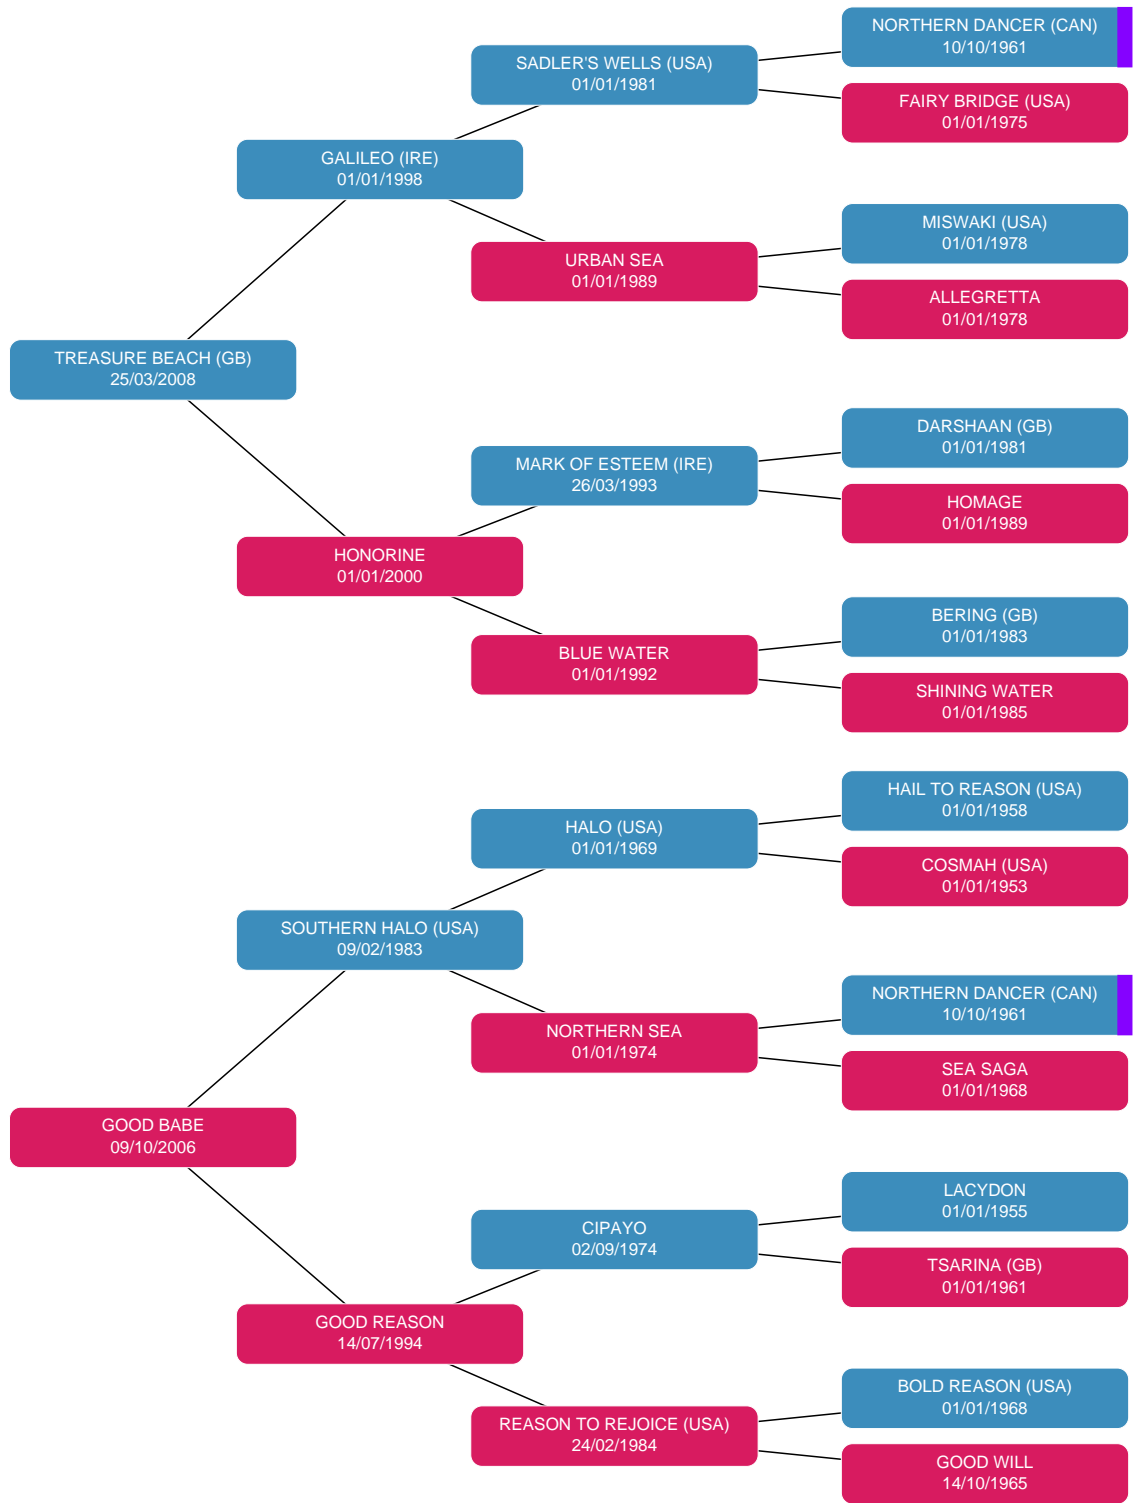 NORTHERN DANCER (CAN)
10/10/1961
SADLER'S WELLS (USA)
01/01/1981
FAIRY BRIDGE (USA)
01/01/1975
GALILEO (IRE)
01/01/1998
MISWAKI (USA)
01/01/1978
URBAN SEA
01/01/1989
ALLEGRETTA
01/01/1978
TREASURE BEACH (GB)
25/03/2008
DARSHAAN (GB)
01/01/1981
MARK OF ESTEEM (IRE)
26/03/1993
HOMAGE
01/01/1989
HONORINE
01/01/2000
BERING (GB)
01/01/1983
BLUE WATER
01/01/1992
SHINING WATER
01/01/1985
HAIL TO REASON (USA)
01/01/1958
HALO (USA)
01/01/1969
COSMAH (USA)
01/01/1953
SOUTHERN HALO (USA)
09/02/1983
NORTHERN DANCER (CAN)
10/10/1961
NORTHERN SEA
01/01/1974
SEA SAGA
01/01/1968
GOOD BABE
09/10/2006
LACYDON
01/01/1955
CIPAYO
02/09/1974
TSARINA (GB)
01/01/1961
GOOD REASON
14/07/1994
BOLD REASON (USA)
01/01/1968
REASON TO REJOICE (USA)
24/02/1984
GOOD WILL
14/10/1965